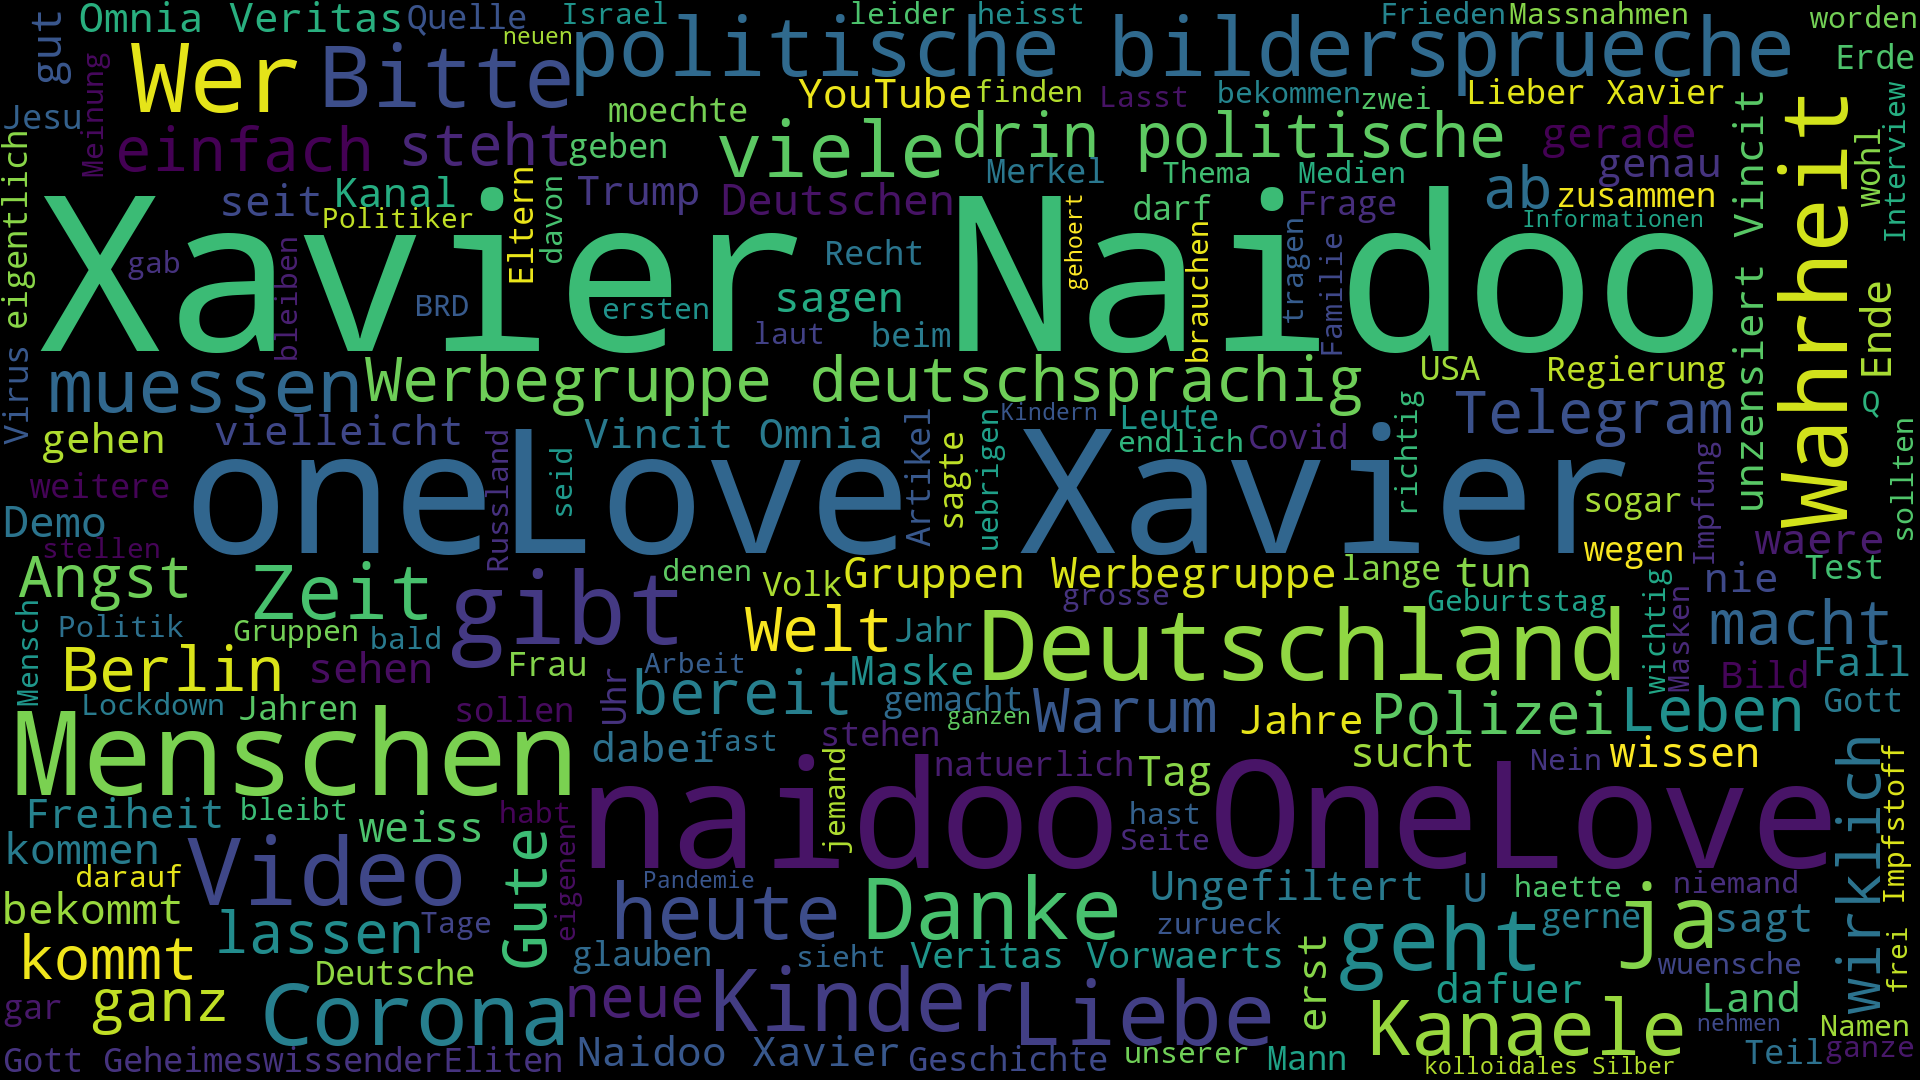 Omnia Veritas Quelle Israel leider heisst Frieden Massnahmen worden
gut Wer Bitte neuen politische bildersprueche Erde
Jesu Meinung moechte YouTube finden Lasst bekommen zwei Lieber Xavier
einfach steht geben viele drin politische gerade Vincit wohl Interview
Merkel Thema Medien genau
seit Kanal Eltern davon Trump Deutschen darf Frage ab zusammen
Politiker Informationen
Xavier Naidoo Wahrheit
gab bleiben BRD ersten Recht sagen gehoert brauchen tragen Familie unzensiert Ende
laut beim
eigentlich Virus muessen Werbegruppe deutschsprachig USA Regierung Q
gehen vielleicht Vincit Omnia Kindern Leute Telegram
endlich Covid
oneLove Xavier
weitere Russland seid Artikel sagte uebrigen richtig sogar Impfung sollten
Demo stellen wegen waere
Angst Zeit gibt denen Volk Gruppen Werbegruppe lange tun nie Test
Mensch Politik Gruppen bald Welt Jahr grosse Geburtstag wichtig Masken macht
Berlin sehen Frau Arbeit Maske Deutschland Bild Fall
Lockdown Jahren sollen Uhr bereit gemacht ganzen Warum Jahre Polizei Leben Gott
Menschen dabei fast stehen sucht Nein wissen
naidoo OneLove natuerlich Tag wirklich Impfstoff
Freiheit bleibt weiss habt jemand hast
kommen Video Gute eigenen Seite
darauf Pandemie
bekommt lassen Tage heute Danke Ungefiltert U haette niemand
zurueck geht gerne ja sagt
kommt Deutsche glauben sieht Veritas Vorwaerts erst wuensche frei
gar ganz Corona neue Kinder Liebe dafuer Land
Kanaele nehmen Namen
Gott GeheimeswissenderEliten Naidoo Xavier Geschichte unserer Mann kolloidales Silber Teil ganze